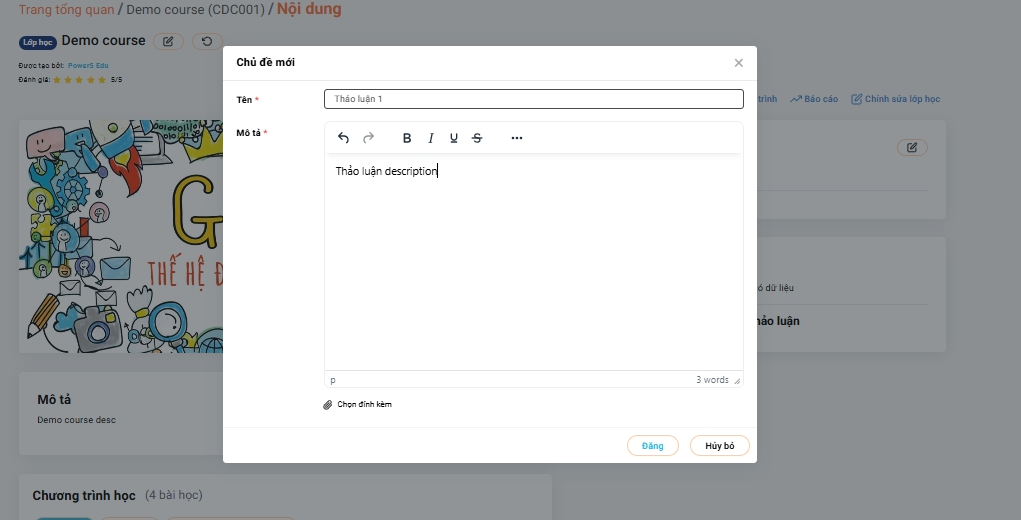 Trang tổng quan / Demo course (CDC001) / Nội dung
Lớp học Demo course
Được tạo bởi: PowerS Edu
Đánh giá: 5/5
Báo cáo Chỉnh sửa lớp học
THẾ HỆ
Chủ đề mới
Tên *
Thảo luận 1
Mô tả *
B I U S ...
Thảo luận description
p
3 words
Chọn đính kèm
Đăng
Hủy bỏ
dữ liệu
luận
Mô tả
Demo course desc
Chương trình học (4 bài học)